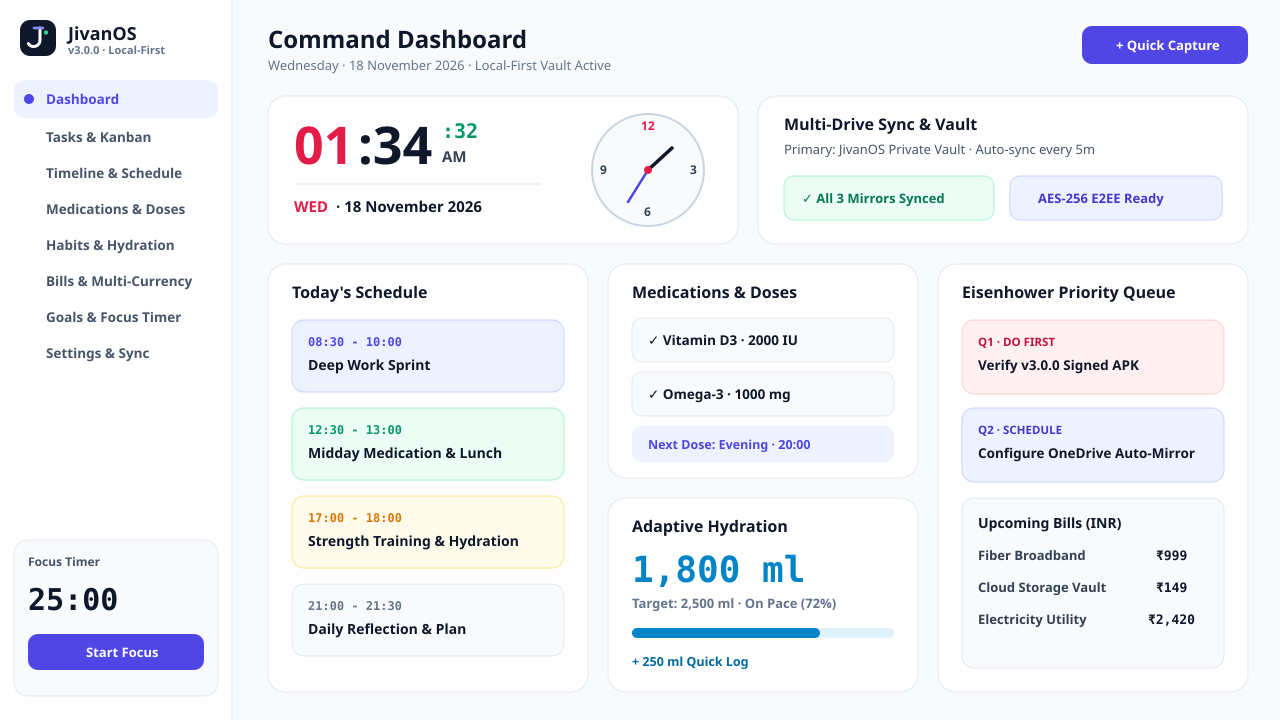 JivanOS
v3.0.0 · Local-First
Dashboard
Tasks & Kanban
Timeline & Schedule
Medications & Doses
Habits & Hydration
Bills & Multi-Currency
Goals & Focus Timer
Settings & Sync
Focus Timer
25:00
Start Focus
Command Dashboard
Wednesday · 18 November 2026 · Local-First Vault Active
+ Quick Capture
01:34 :32
AM
WED · 18 November 2026
12
3
6
9
Multi-Drive Sync & Vault
Primary: JivanOS Private Vault · Auto-sync every 5m
✓ All 3 Mirrors Synced
AES-256 E2EE Ready
Today's Schedule
08:30 - 10:00
Deep Work Sprint
12:30 - 13:00
Midday Medication & Lunch
17:00 - 18:00
Strength Training & Hydration
21:00 - 21:30
Daily Reflection & Plan
Medications & Doses
✓ Vitamin D3 · 2000 IU
✓ Omega-3 · 1000 mg
Next Dose: Evening · 20:00
Adaptive Hydration
1,800 ml
Target: 2,500 ml · On Pace (72%)
+ 250 ml Quick Log
Eisenhower Priority Queue
Q1 · DO FIRST
Verify v3.0.0 Signed APK
Q2 · SCHEDULE
Configure OneDrive Auto-Mirror
Upcoming Bills (INR)
Fiber Broadband ₹999
Cloud Storage Vault ₹149
Electricity Utility ₹2,420